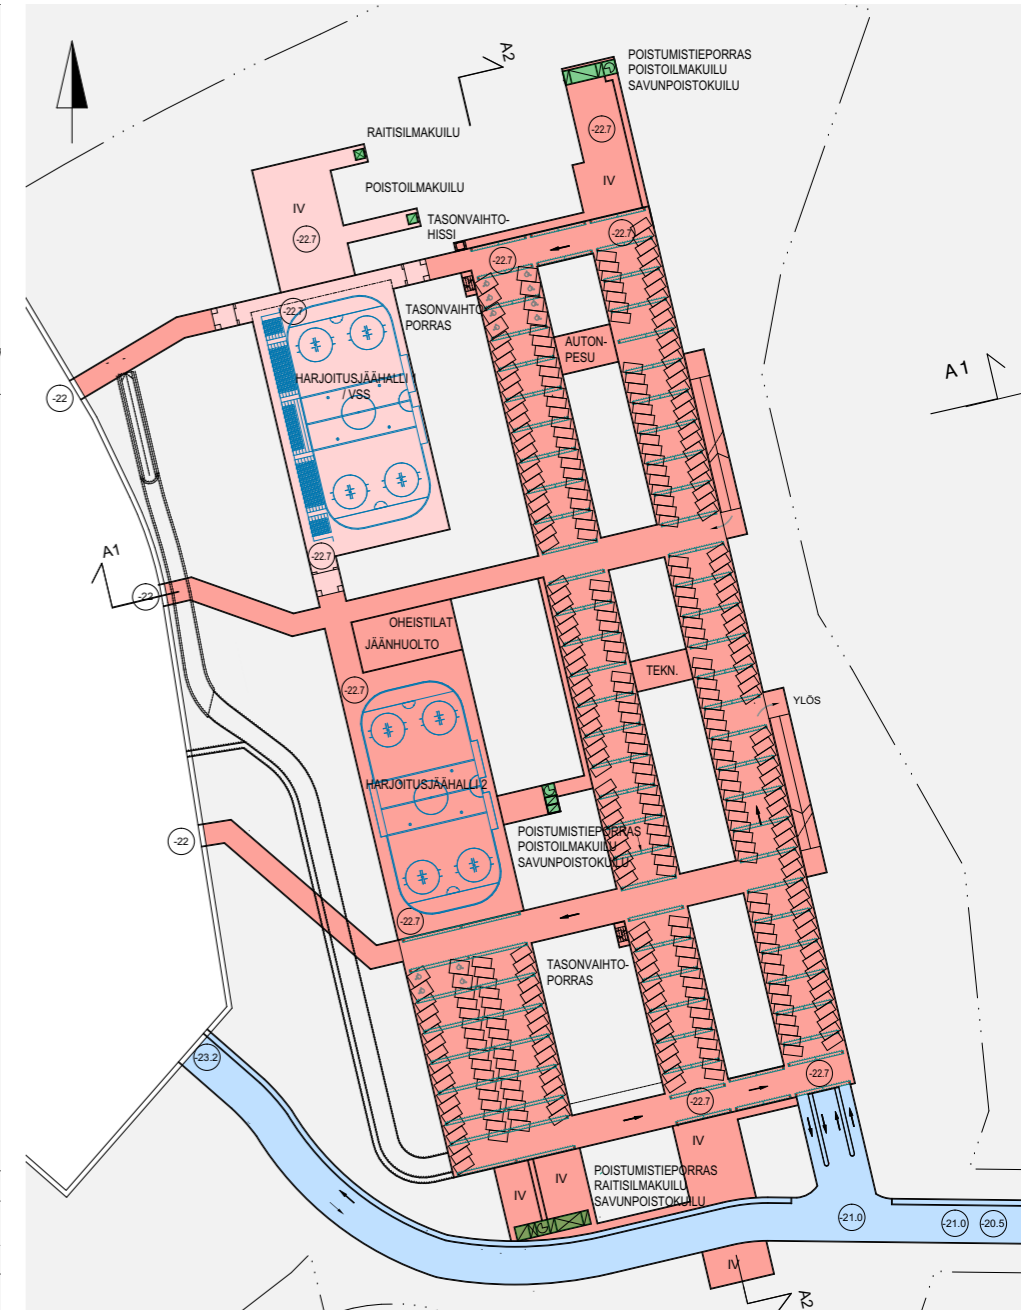 A2
POISTUMISTIEPORRAS
POISTOILMAKUILU
SAVUNPOISTOKUILU
-22.7
RAITISILMAKUILU
IV
POISTOILMAKUILU
IV
-22.7
TASONVAIHTO-
HISSI
-22.7
-22.7
-22.7
TASONVAIHTO-
PORRAS
AUTON-
PESU
HARJOITUSJÄÄHALLI 1
/ VSS
A1
-22
-22.7
A1
-22
OHEISTILAT
JÄÄNHUOLTO
TEKN.
-22.7
YLÖS
HARJOITUSJÄÄHALLI 2
-22
POISTUMISTIEPORRAS
POISTOILMAKUILU
SAVUNPOISTOKUILU
-22.7
TASONVAIHTO-
PORRAS
-23.2
-22.7
-22.7
IV
POISTUMISTIEPORRAS
RAITISILMAKUILU
SAVUNPOISTOKUILU
IV
IV
-21.0
-21.0
-20.5
IV
A2